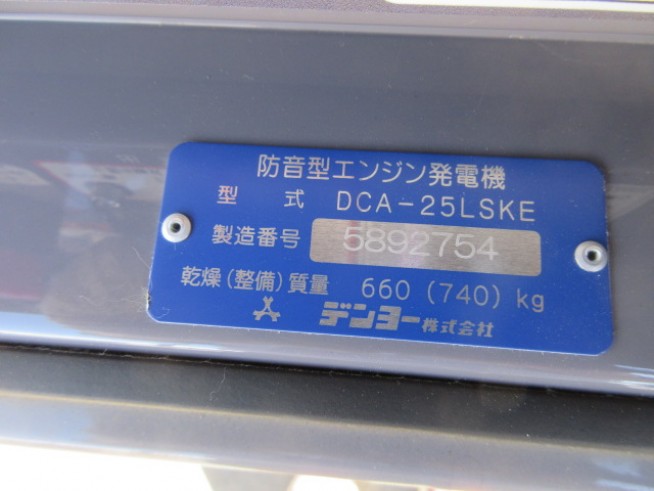 防音型エンジン発電機
型 式 DCA-25LSKE
製造番号 5892754
乾燥(整備)質量 660 (740) kg
デンヨー株式会社